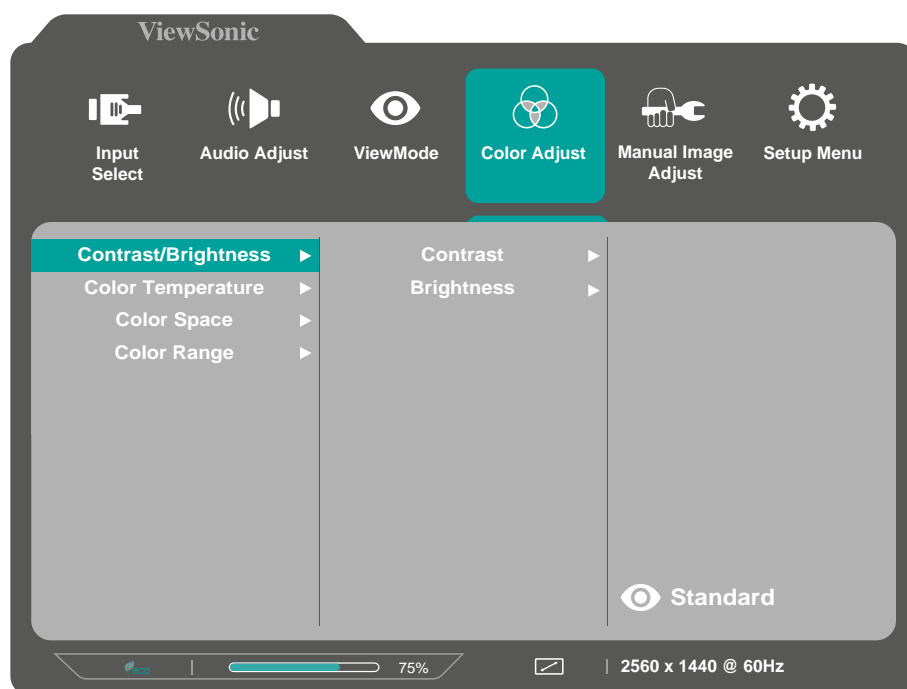 ViewSonic
Input
Select
Audio Adjust
ViewMode
Color Adjust
Manual Image
Adjust
Setup Menu
Contrast/Brightness
Color Temperature
Color Space
Color Range
Contrast
Brightness
Standard
eco
75%
2560 x 1440 @ 60Hz